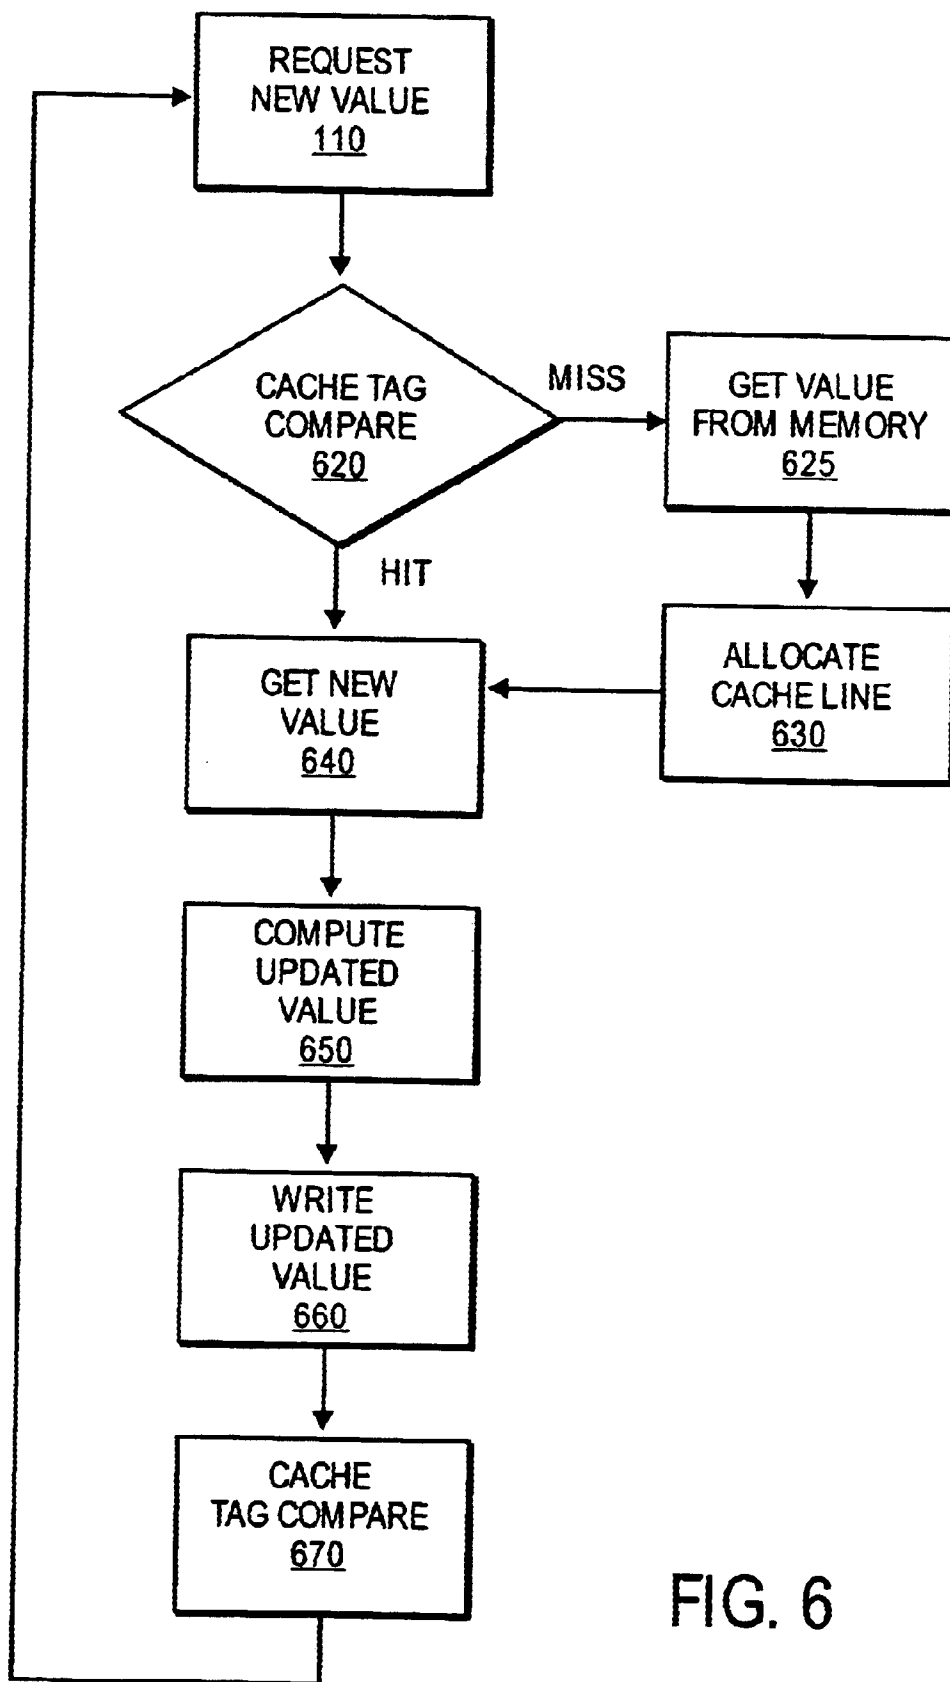 REQUEST
NEW VALUE
110
CACHE TAG
COMPARE
620
MISS
GET VALUE
FROM MEMORY
625
HIT
ALLOCATE
CACHE LINE
630
GET NEW
VALUE
640
COMPUTE
UPDATED
VALUE
650
WRITE
UPDATED
VALUE
660
CACHE
TAG COMPARE
670
FIG. 6